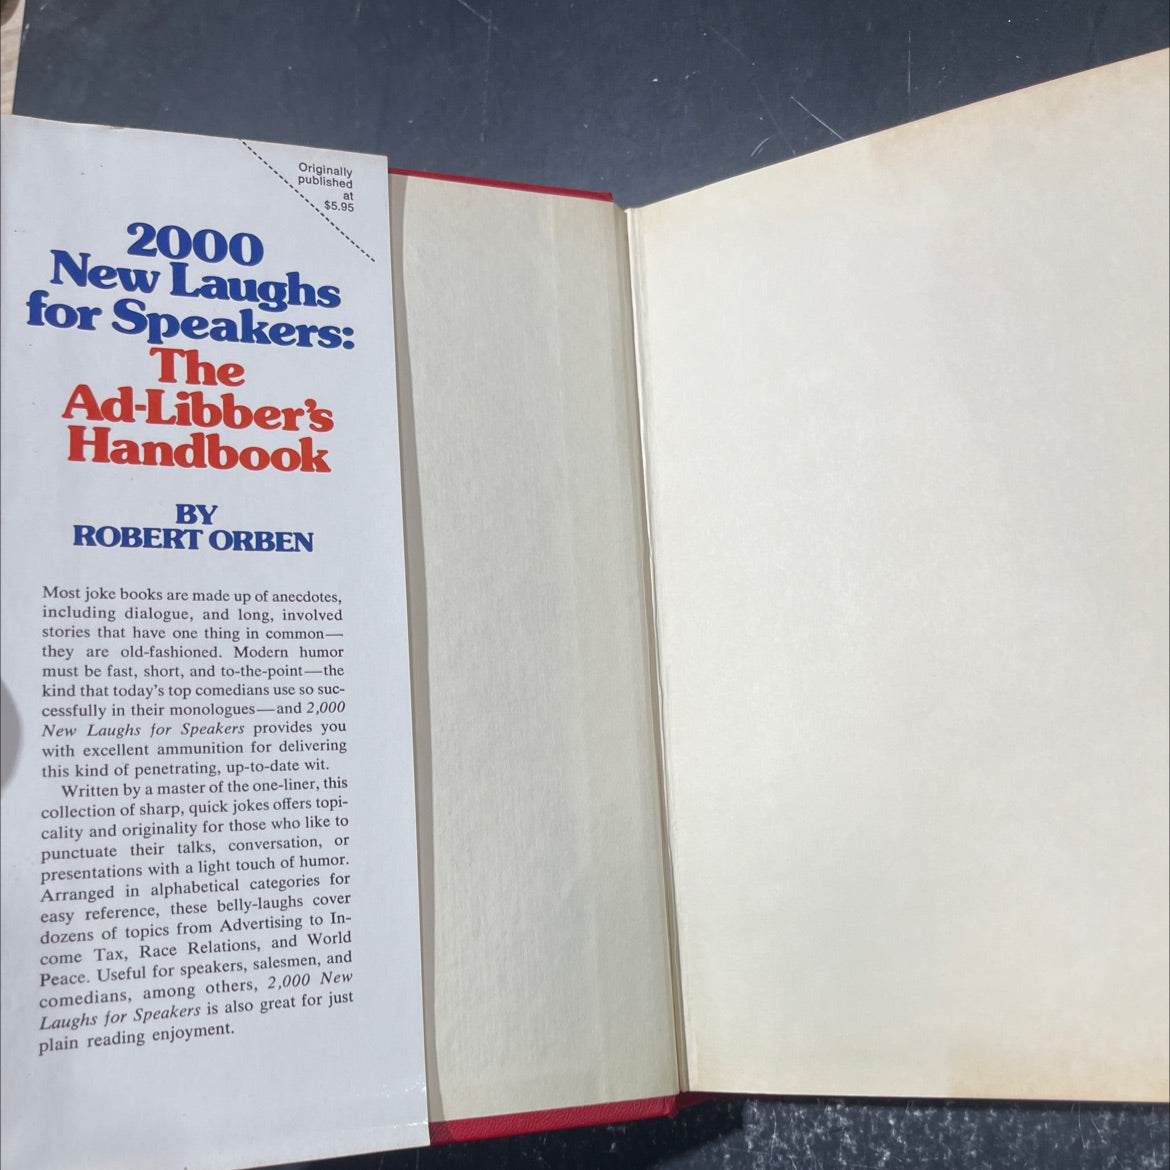 Originally
published
at
$5.95
2000
New Laughs
for Speakers:
The
Ad-Libber's
Handbook
BY
ROBERT ORBEN
Most joke books are made up of anecdotes,
including dialogue, and long, involved
stories that have one thing in common—
they are old-fashioned. Modern humor
must be fast, short, and to-the-point—the
kind that today's top comedians use so suc-
cessfully in their monologues—and 2,000
New Laughs for Speakers provides you
with excellent ammunition for delivering
this kind of penetrating, up-to-date wit.
Written by a master of the one-liner, this
collection of sharp, quick jokes offers topi-
cality and originality for those who like to
punctuate their talks, conversation, or
presentations with a light touch of humor.
Arranged in alphabetical categories for
easy reference, these belly-laughs cover
dozens of topics from Advertising to In-
come Tax, Race Relations, and World
Peace. Useful for speakers, salesmen, and
comedians, among others, 2,000 New
Laughs for Speakers is also great for just
plain reading enjoyment.